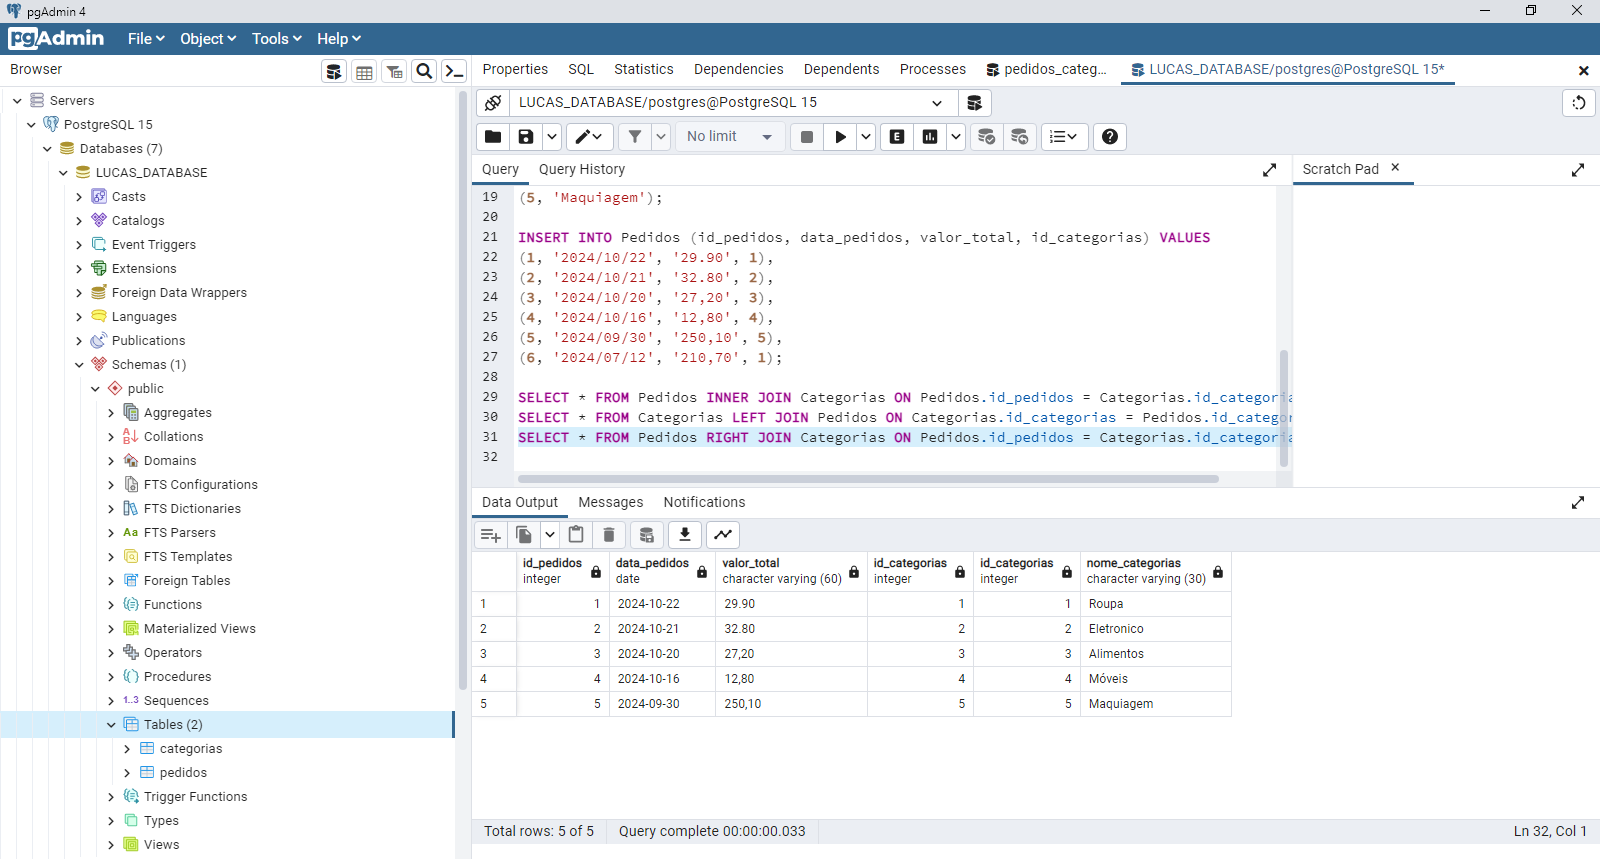 pgAdmin 4
pgAdmin File Object Tools Help
Browser
Properties SQL Statistics Dependencies Dependents Processes pedidos_categ... LUCAS_DATABASE/postgres@PostgreSQL 15*
Servers
PostgreSQL 15
Databases (7)
LUCAS_DATABASE
Casts
Catalogs
Event Triggers
Extensions
Foreign Data Wrappers
Languages
Publications
Schemas (1)
public
Aggregates
Collations
Domains
FTS Configurations
FTS Dictionaries
Aa FTS Parsers
FTS Templates
Foreign Tables
Functions
Materialized Views
Operators
Procedures
1..3 Sequences
Tables (2)
categorias
pedidos
Trigger Functions
Types
Views
LUCAS_DATABASE/postgres@PostgreSQL 15
No limit
E
Query Query History
Scratch Pad
19 (5, 'Maquiagem');
20
21 INSERT INTO Pedidos (id_pedidos, data_pedidos, valor_total, id_categorias) VALUES
22 (1, '2024/10/22', '29.90', 1),
23 (2, '2024/10/21', '32.80', 2),
24 (3, '2024/10/20', '27,20', 3),
25 (4, '2024/10/16', '12,80', 4),
26 (5, '2024/09/30', '250,10', 5),
27 (6, '2024/07/12', '210,70', 1);
28
29 SELECT * FROM Pedidos INNER JOIN Categorias ON Pedidos.id_pedidos = Categorias.id_categoria
30 SELECT * FROM Categorias LEFT JOIN Pedidos ON Categorias.id_categorias = Pedidos.id_catego
31 SELECT * FROM Pedidos RIGHT JOIN Categorias ON Pedidos.id_pedidos = Categorias.id_categoria
32
Data Output Messages Notifications
id_pedidos data_pedidos valor_total id_categorias id_categorias nome_categorias
integer date character varying (60) integer integer character varying (30)
1 1 2024-10-22 29.90 1 1 Roupa
2 2 2024-10-21 32.80 2 2 Eletronico
3 3 2024-10-20 27,20 3 3 Alimentos
4 4 2024-10-16 12,80 4 4 Móveis
5 5 2024-09-30 250,10 5 5 Maquiagem
Total rows: 5 of 5 Query complete 00:00:00.033 Ln 32, Col 1